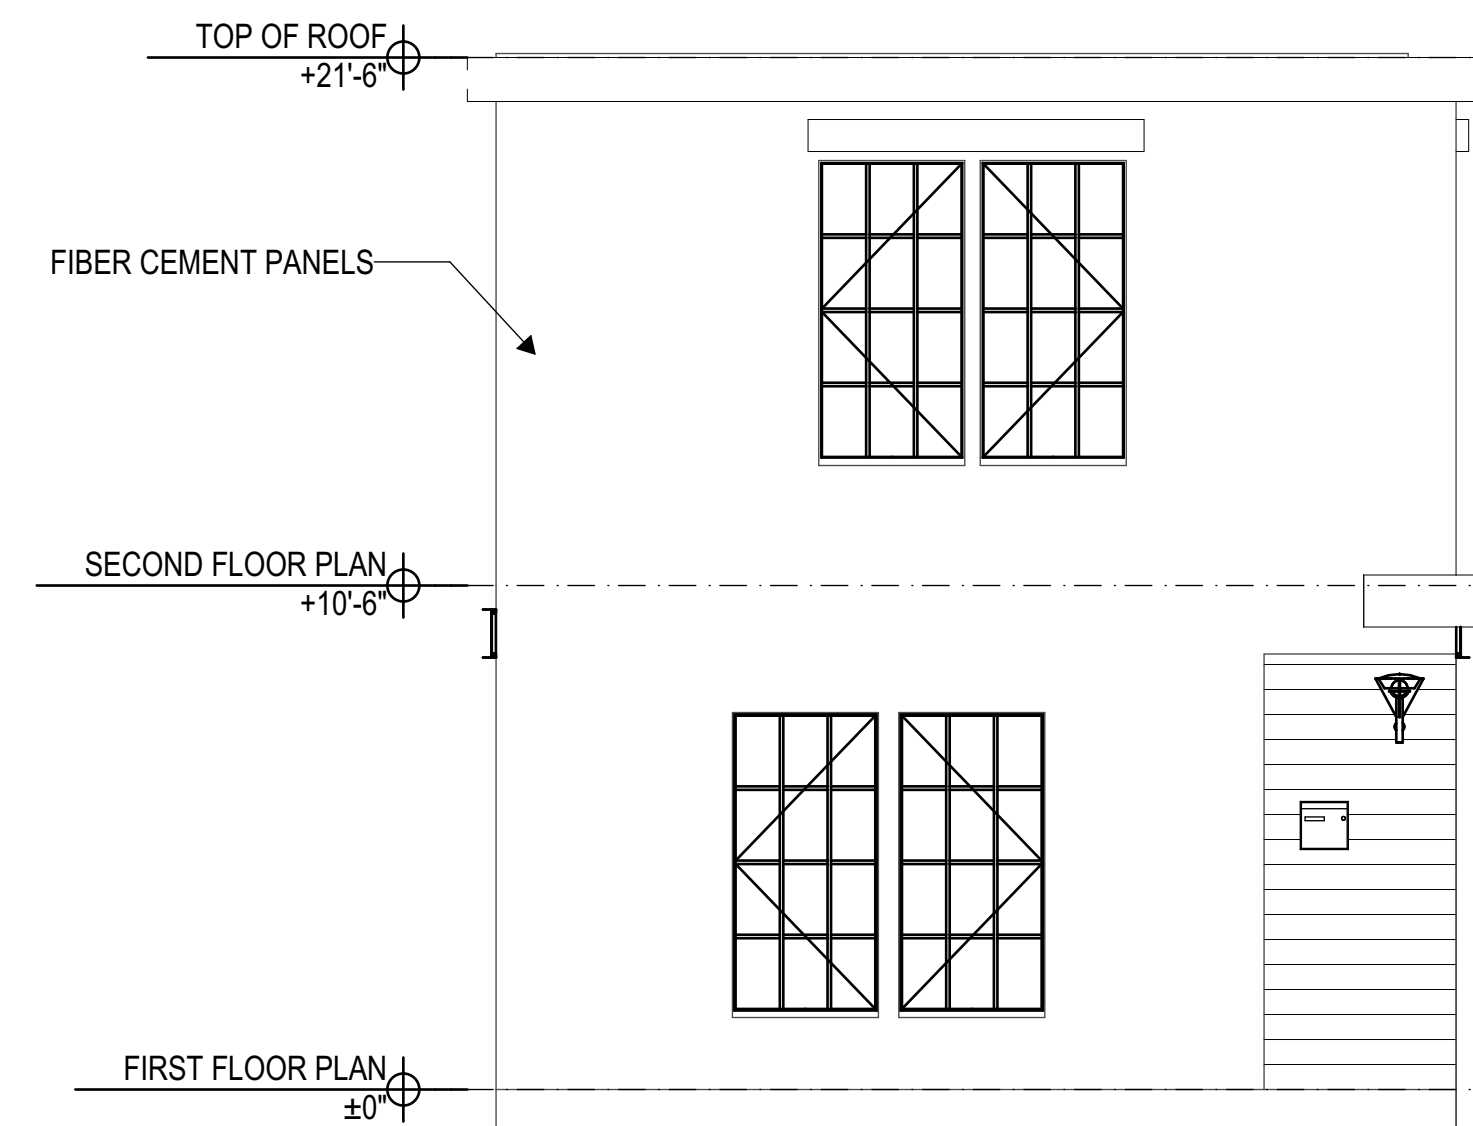 TOP OF ROOF
+21'-6"
FIBER CEMENT PANELS
SECOND FLOOR PLAN
+10'-6"
FIRST FLOOR PLAN
±0"